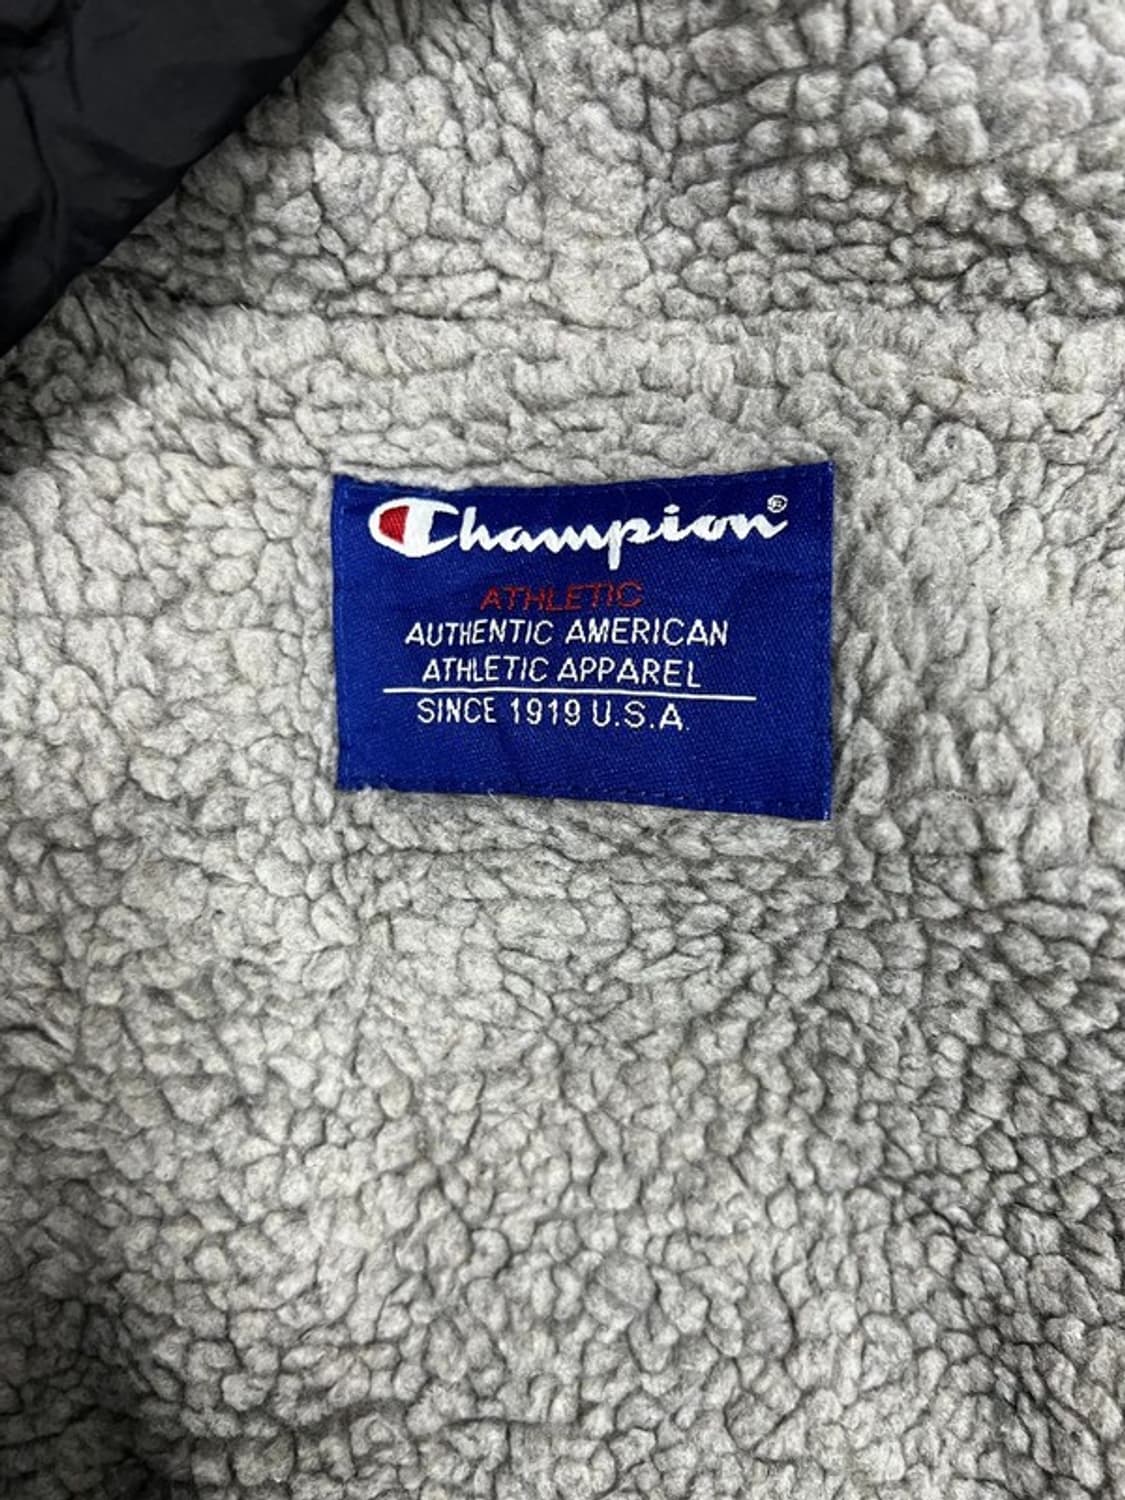 Champion®
ATHLETIC
AUTHENTIC AMERICAN
ATHLETIC APPAREL
SINCE 1919 U.S.A.